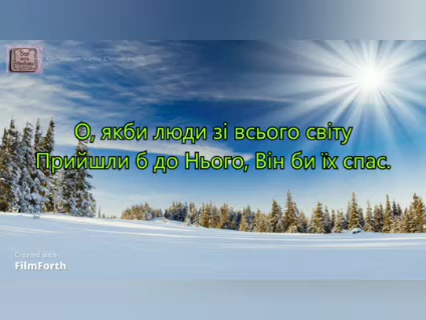 О, якби люди зі всього світу
Прийшли б до Нього, Він би їх спас.
Created with
FilmForth